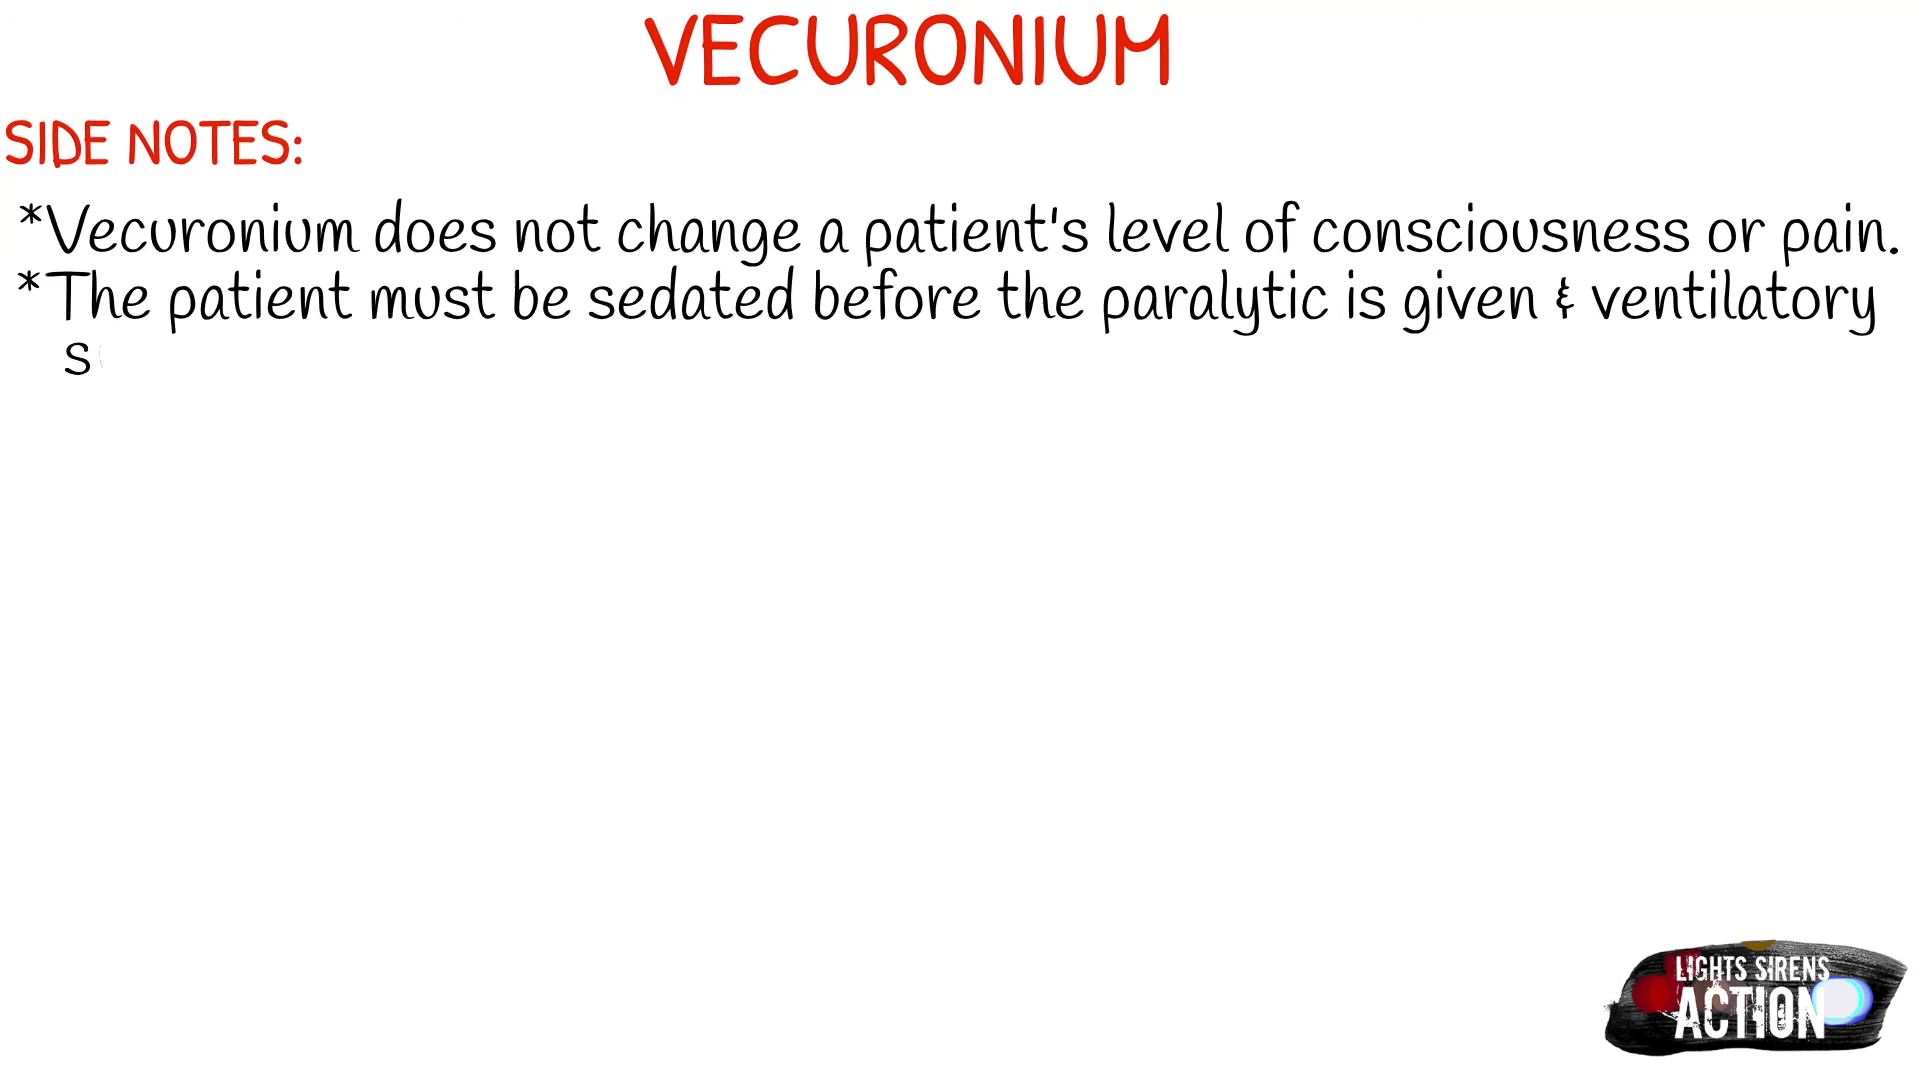 VECURONIUM
SIDE NOTES:
*Vecuronium does not change a patient's level of consciousness or pain.
*The patient must be sedated before the paralytic is given & ventilatory
s
LIGHTS SIRENS
ACTION